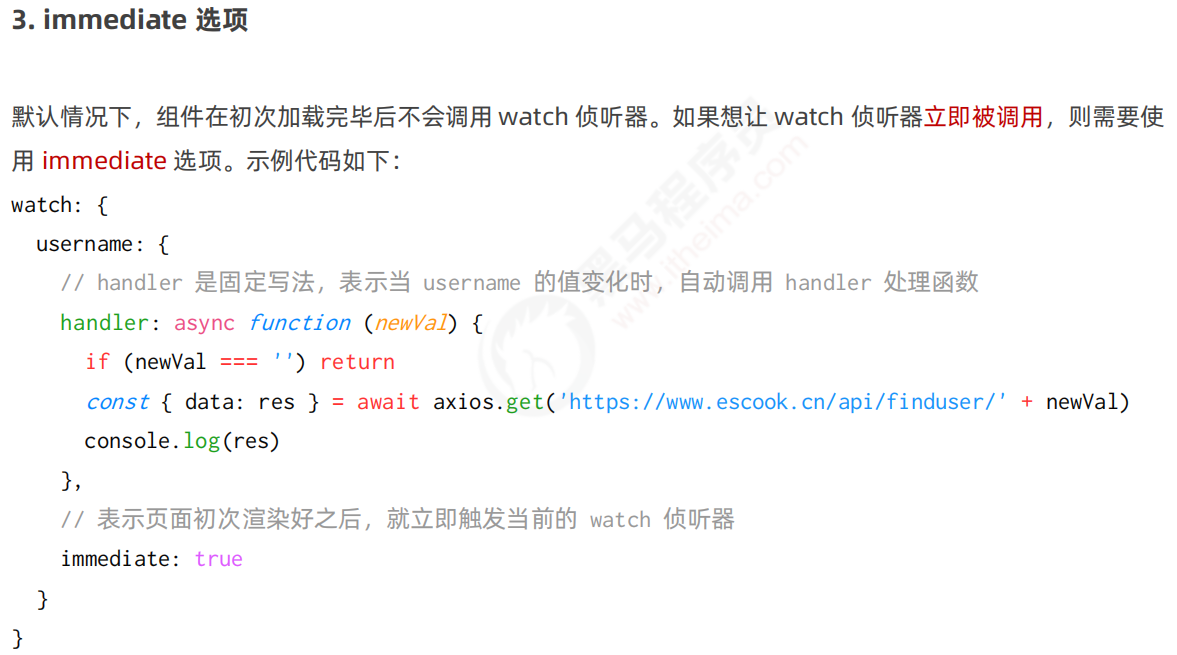 3. immediate 选项
默认情况下，组件在初次加载完毕后不会调用 watch 侦听器。如果想让 watch 侦听器立即被调用，则需要使
用 immediate 选项。示例代码如下：
watch: {
  username: {
    // handler 是固定写法，表示当 username 的值变化时，自动调用 handler 处理函数
    handler: async function (newVal) {
      if (newVal === '') return
      const { data: res } = await axios.get('https://www.escook.cn/api/finduser/' + newVal)
      console.log(res)
    },
    // 表示页面初次渲染好之后，就立即触发当前的 watch 侦听器
    immediate: true
  }
}
黑马程序员
www.itheima.com